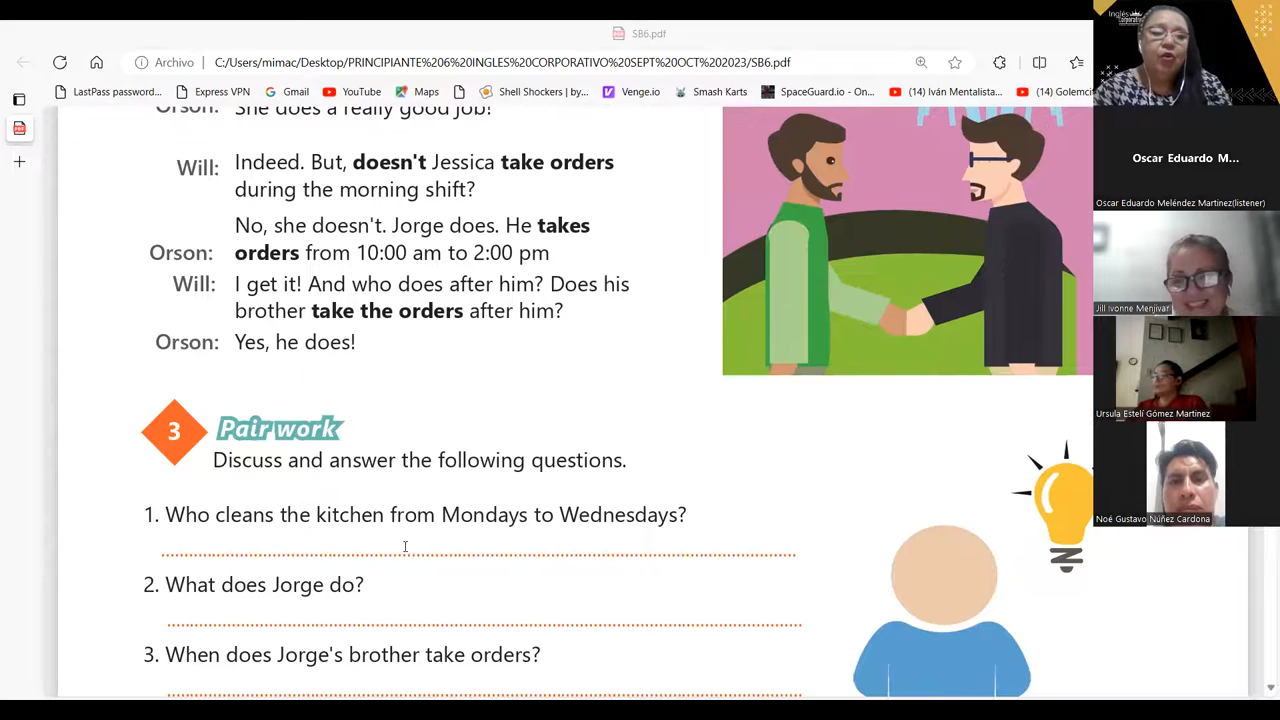 SB6.pdf
Archivo C:/Users/mimac/Desktop/PRINCIPIANTE%206%20INGLES%20CORPORATIVO%20SEPT%20OCT%202023/SB6.pdf
LastPass password... Express VPN Gmail YouTube Maps Shell Shockers | by... Venge.io Smash Karts SpaceGuard.io - On... (14) Iván Mentalista... (14) Golemcit
Orson: She does a really good job!
Will: Indeed. But, doesn't Jessica take orders
during the morning shift?
No, she doesn't. Jorge does. He takes
Orson: orders from 10:00 am to 2:00 pm
Will: I get it! And who does after him? Does his
brother take the orders after him?
Orson: Yes, he does!
3 Pair work
Discuss and answer the following questions.
1. Who cleans the kitchen from Mondays to Wednesdays?
2. What does Jorge do?
3. When does Jorge's brother take orders?
Inglés
Corporativo
Oscar Eduardo M...
Oscar Eduardo Meléndez Martinez(listener)
Jill Ivonne Menjivar
Ursula Estelí Gómez Martinez
Noé Gustavo Núñez Cardona